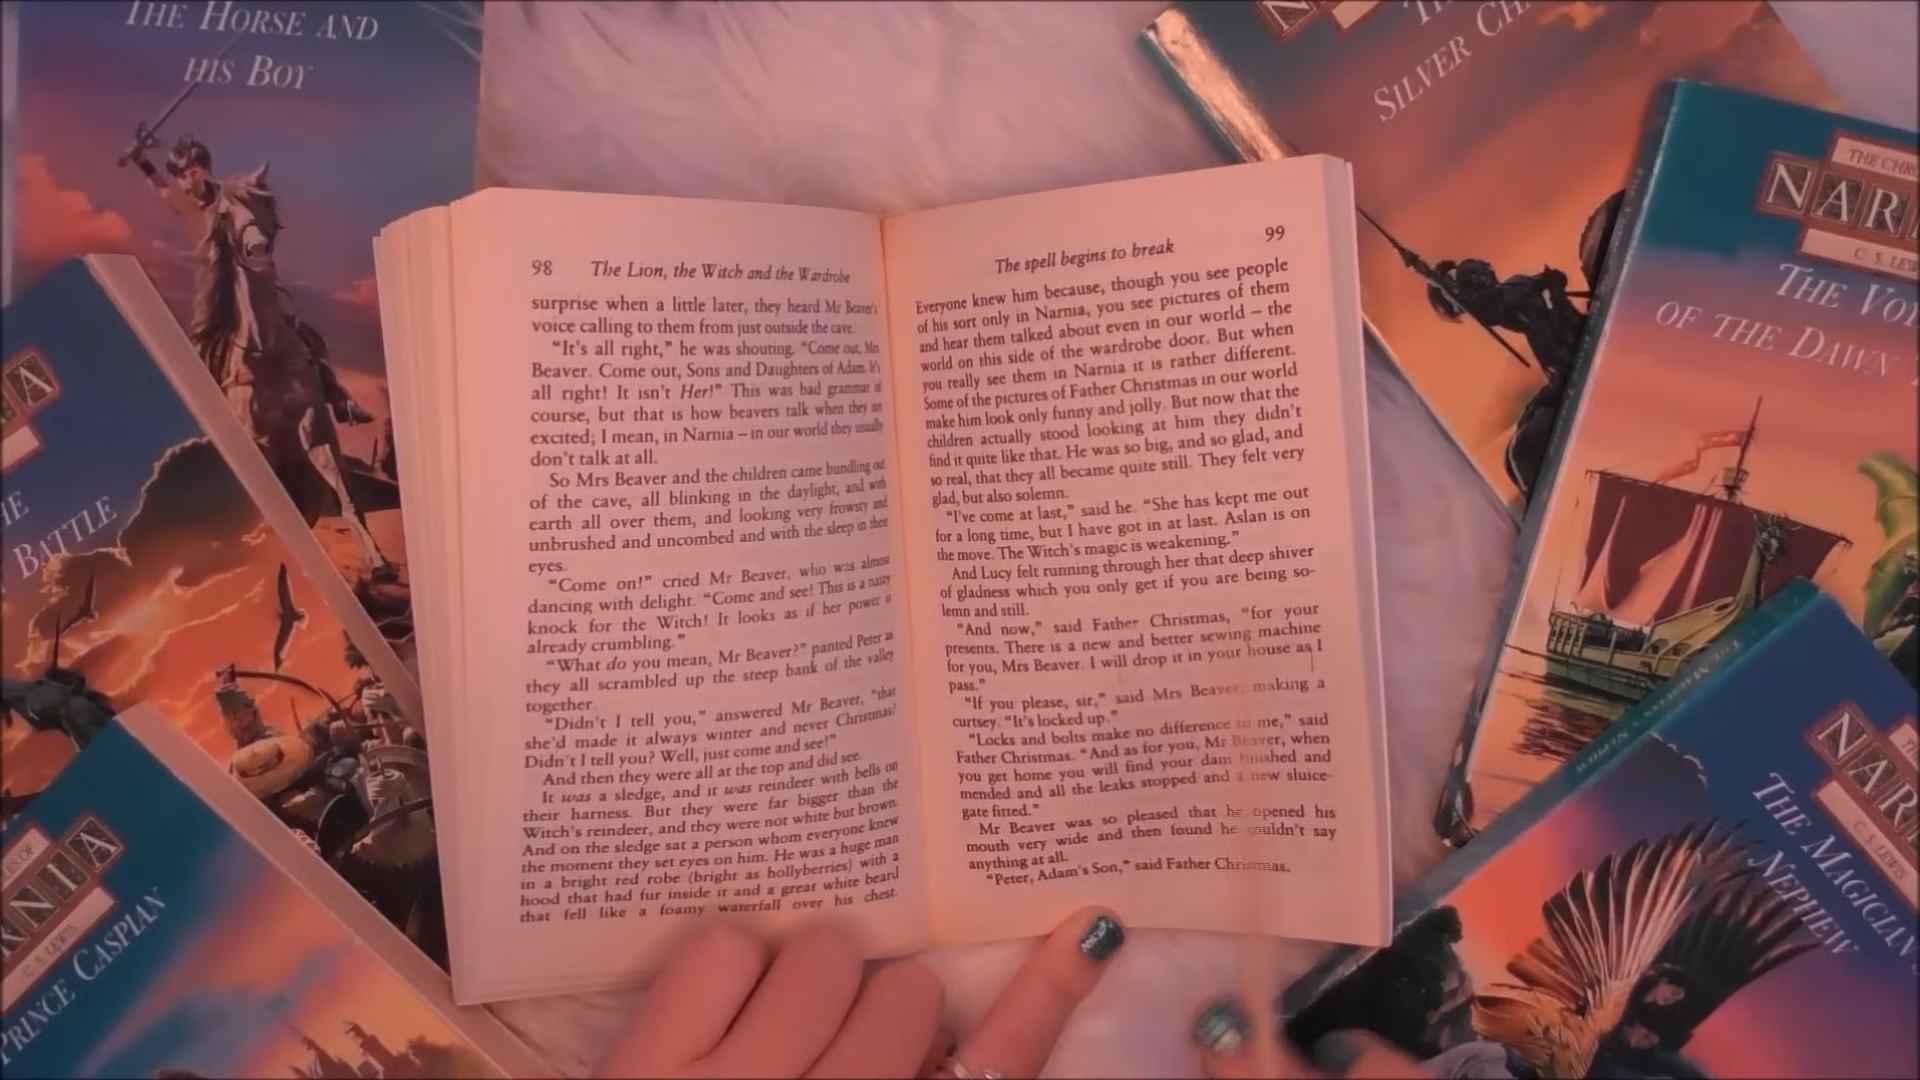 THE HORSE AND
HIS BOY
SILVER
THE
NAR
C. S. LEW
THE
OF THE DAWN
BATTLE
NIA
C. S. LEWIS
PRINCE CASPIAN
NAR
C. S. LEWIS
THE MAGICIAN'S
NEPHEW
98 The Lion, the Witch and the Wardrobe
surprise when a little later, they heard Mr Beaver's
voice calling to them from just outside the cave.
"It's all right," he was shouting. "Come out, Mrs
Beaver. Come out, Sons and Daughters of Adam. It's
all right! It isn't Her!" This was bad grammar of
course, but that is how beavers talk when they are
excited; I mean, in Narnia – in our world they usually
don't talk at all.
So Mrs Beaver and the children came bundling out
of the cave, all blinking in the daylight, and with
earth all over them, and looking very frowsty and
unbrushed and uncombed and with the sleep in their
eyes.
"Come on!" cried Mr Beaver, who was almost
dancing with delight. "Come and see! This is a nasty
knock for the Witch! It looks as if her power is
already crumbling."
"What do you mean, Mr Beaver?" panted Peter as
they all scrambled up the steep bank of the valley
together.
"Didn't I tell you," answered Mr Beaver, "that
she'd made it always winter and never Christmas?
Didn't I tell you? Well, just come and see!"
And then they were all at the top and did see.
It was a sledge, and it was reindeer with bells on
their harness. But they were far bigger than the
Witch's reindeer, and they were not white but brown.
And on the sledge sat a person whom everyone knew
the moment they set eyes on him. He was a huge man
in a bright red robe (bright as hollyberries) with a
hood that had fur inside it and a great white beard
that fell like a foamy waterfall over his chest.
The spell begins to break 99
Everyone knew him because, though you see people
of his sort only in Narnia, you see pictures of them
and hear them talked about even in our world – the
world on this side of the wardrobe door. But when
you really see them in Narnia it is rather different.
Some of the pictures of Father Christmas in our world
make him look only funny and jolly. But now that the
children actually stood looking at him they didn't
find it quite like that. He was so big, and so glad, and
so real, that they all became quite still. They felt very
glad, but also solemn.
"I've come at last," said he. "She has kept me out
for a long time, but I have got in at last. Aslan is on
the move. The Witch's magic is weakening."
And Lucy felt running through her that deep shiver
of gladness which you only get if you are being so-
lemn and still.
"And now," said Father Christmas, "for your
presents. There is a new and better sewing machine
for you, Mrs Beaver. I will drop it in your house as I
pass."
"If you please, sir," said Mrs Beaver, making a
curtsey. "It's locked up."
"Locks and bolts make no difference to me," said
Father Christmas. "And as for you, Mr Beaver, when
you get home you will find your dam finished and
mended and all the leaks stopped and a new sluice-
gate fitted."
Mr Beaver was so pleased that he opened his
mouth very wide and then found he couldn't say
anything at all.
"Peter, Adam's Son," said Father Christmas.